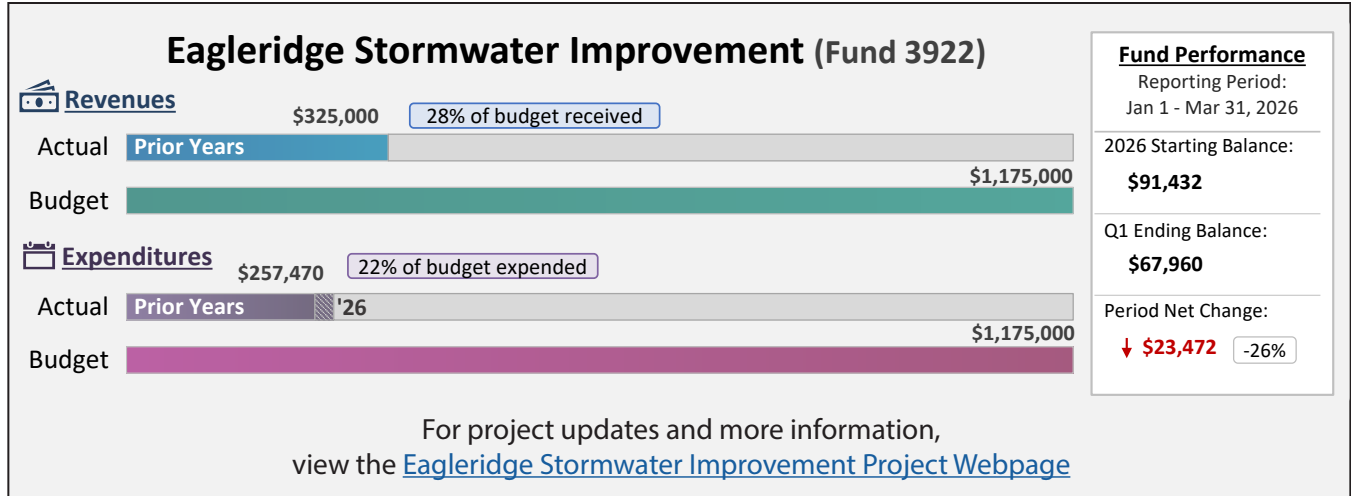 Eagleridge Stormwater Improvement (Fund 3922)
Revenues
$325,000
28% of budget received
Actual
Prior Years
$1,175,000
Budget
Expenditures
$257,470
22% of budget expended
Actual
Prior Years
'26
$1,175,000
Budget
Fund Performance
Reporting Period:
Jan 1 - Mar 31, 2026
2026 Starting Balance:
$91,432
Q1 Ending Balance:
$67,960
Period Net Change:
↓ $23,472
-26%
For project updates and more information,
view the Eagleridge Stormwater Improvement Project Webpage